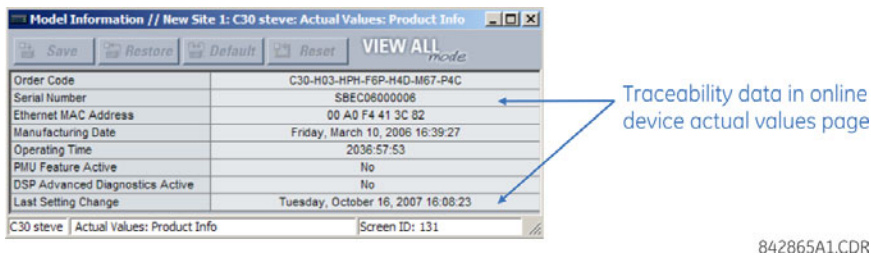 Model Information // New Site 1: C30 steve: Actual Values: Product Info
Save Restore Default Reset VIEW ALL mode
Order Code C30-H03-HPH-F6P-H4D-M67-P4C
Serial Number SBEC06000006
Ethernet MAC Address 00 A0 F4 41 3C 82
Manufacturing Date Friday, March 10, 2006 16:39:27
Operating Time 2036:57:53
PMU Feature Active No
DSP Advanced Diagnostics Active No
Last Setting Change Tuesday, October 16, 2007 16:08:23
C30 steve Actual Values: Product Info Screen ID: 131
Traceability data in online
device actual values page
842865A1.CDR